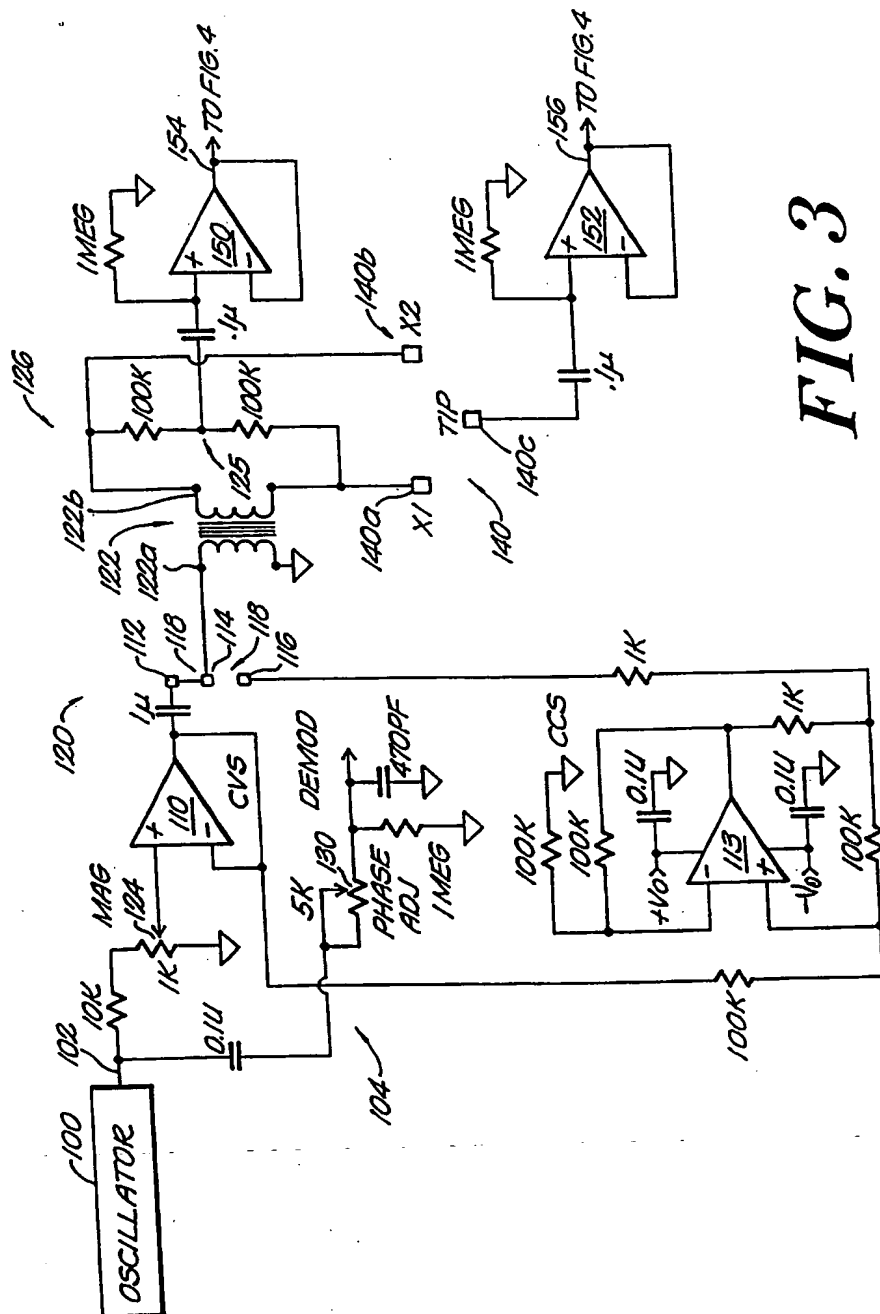 100
OSCILLATOR
102
10K
MAG
124
1K
0.1U
104
110
CVS
120
1μ
112
118
114
118
116
5K
130
PHASE
ADJ
DEMOD
1 MEG
470PF
122
122a
122b
125
126
100K
100K
.1μ
1MEG
+
150
-
154
TO FIG. 4
140a
X1
140b
X2
140
TIP
140c
.1μ
1MEG
+
152
-
156
TO FIG. 4
100K
100K
100K
CCS
+V0
0.1U
-
113
+
-V0
0.1U
1K
1K
100K
+
-
FIG. 3